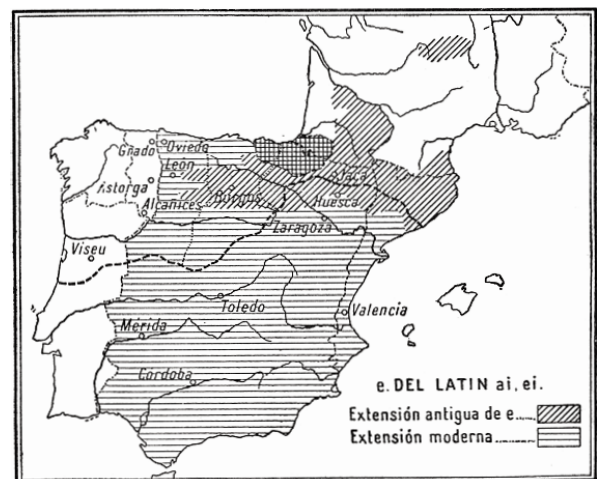 Grado
Oviedo
León
Astorga
Burgos
Jaca
Huesca
Alcañices
Zaragoza
Viseu
Toledo
Valencia
Mérida
Córdoba
e. DEL LATIN ai, ei.
Extensión antigua de e
Extensión moderna